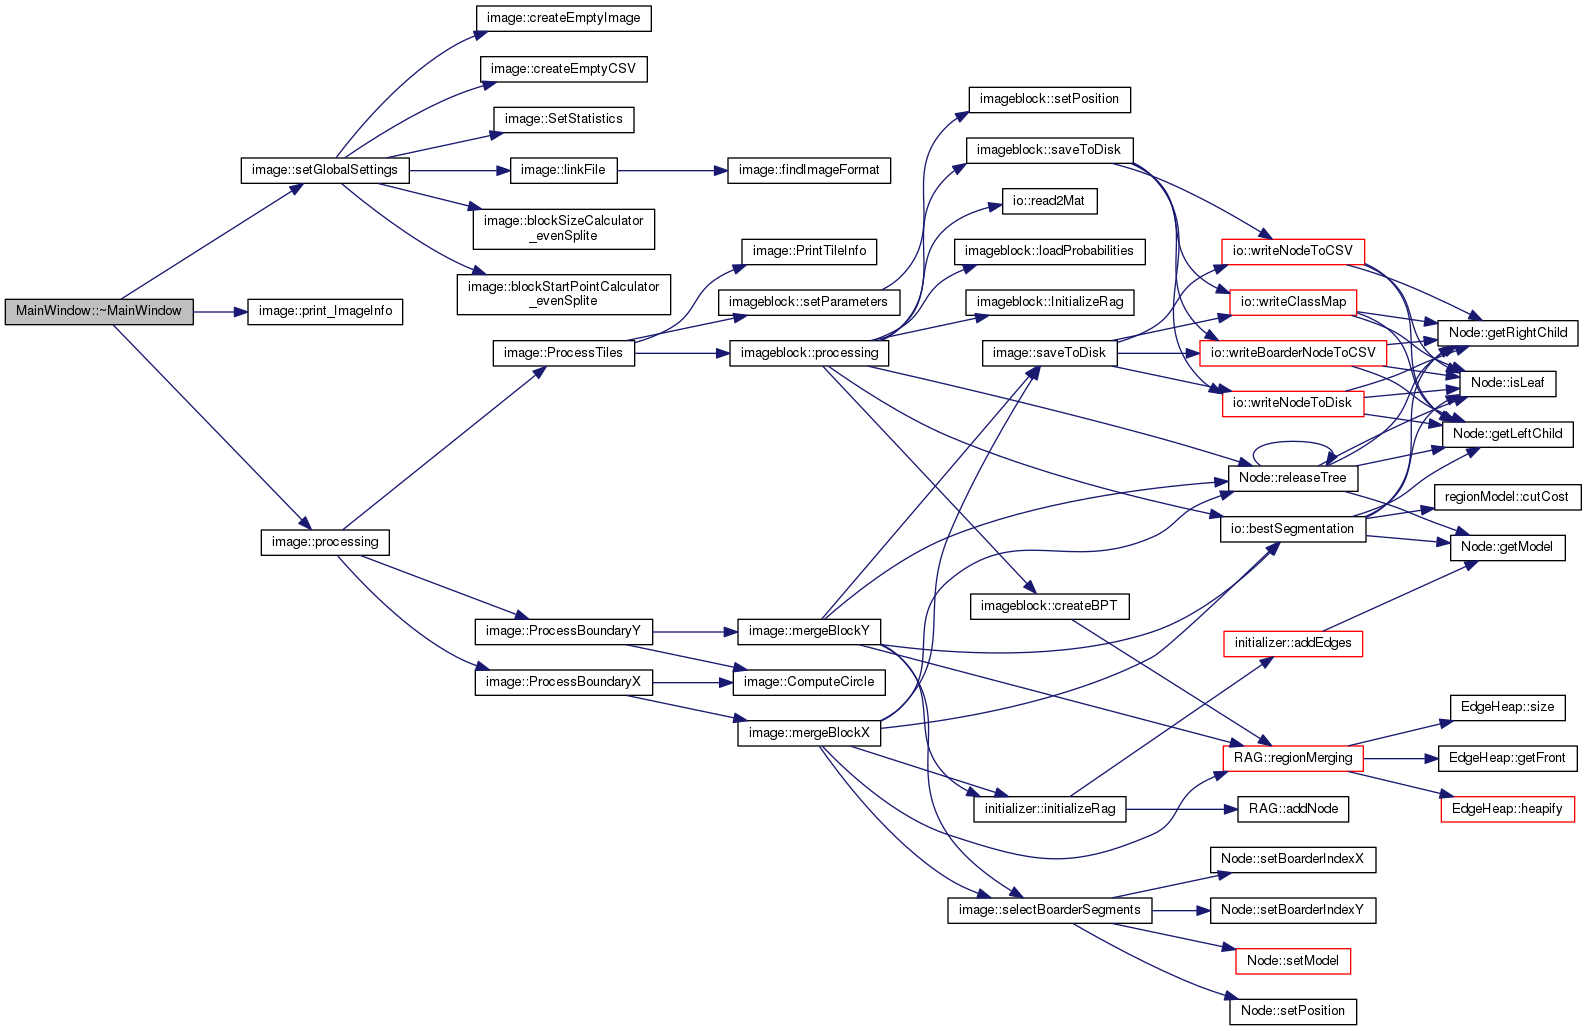 MainWindow::~MainWindow
image::setGlobalSettings
image::print_ImageInfo
image::processing
image::createEmptyImage
image::createEmptyCSV
image::SetStatistics
image::linkFile
image::blockSizeCalculator
_evenSplite
image::blockStartPointCalculator
_evenSplite
image::ProcessTiles
image::ProcessBoundaryY
image::ProcessBoundaryX
image::findImageFormat
image::PrintTileInfo
imageblock::setParameters
imageblock::processing
image::mergeBlockY
image::ComputeCircle
image::mergeBlockX
imageblock::setPosition
imageblock::saveToDisk
io::read2Mat
imageblock::loadProbabilities
imageblock::InitializeRag
image::saveToDisk
imageblock::createBPT
initializer::initializeRag
image::selectBoarderSegments
io::writeNodeToCSV
io::writeClassMap
io::writeBoarderNodeToCSV
io::writeNodeToDisk
Node::releaseTree
io::bestSegmentation
initializer::addEdges
RAG::regionMerging
RAG::addNode
Node::setBoarderIndexX
Node::setBoarderIndexY
Node::setModel
Node::setPosition
Node::getRightChild
Node::isLeaf
Node::getLeftChild
regionModel::cutCost
Node::getModel
EdgeHeap::size
EdgeHeap::getFront
EdgeHeap::heapify